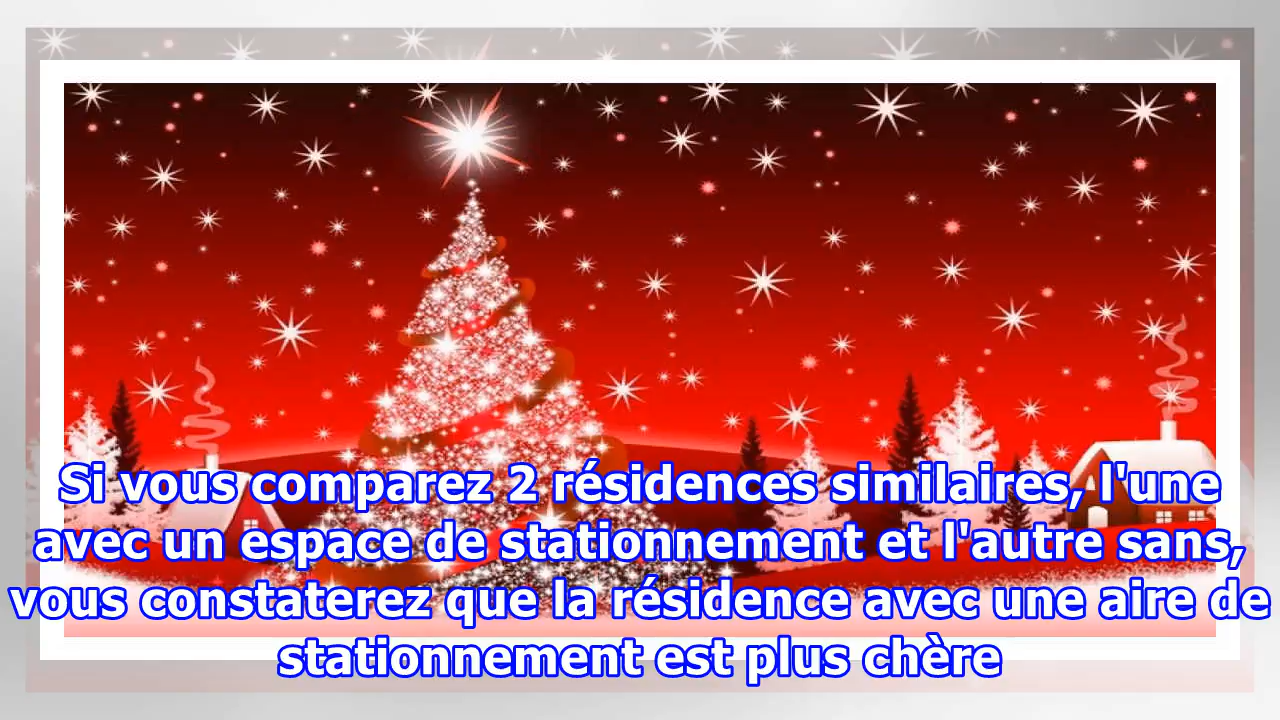 Si vous comparez 2 résidences similaires, l'une
avec un espace de stationnement et l'autre sans,
vous constaterez que la résidence avec une aire de
stationnement est plus chère